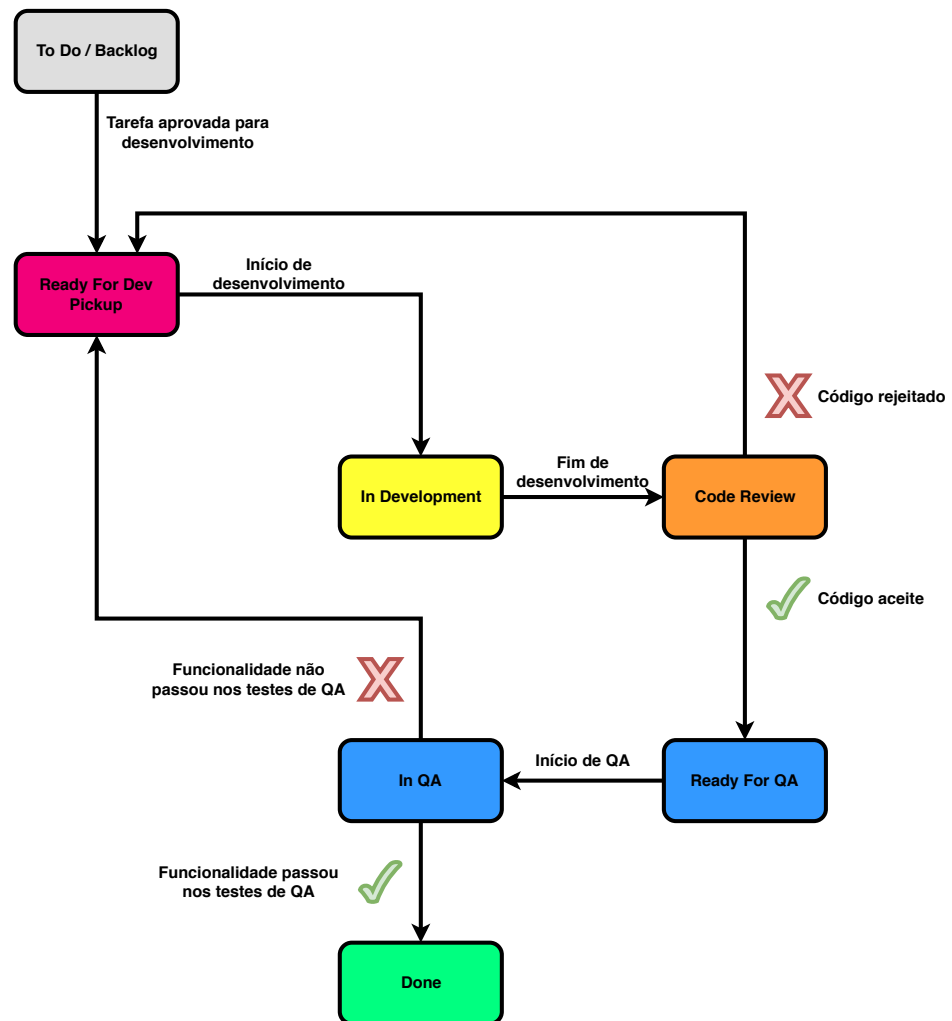 To Do / Backlog
Tarefa aprovada para
desenvolvimento
Ready For Dev
Pickup
Início de
desenvolvimento
Código rejeitado
In Development
Fim de
desenvolvimento
Code Review
Código aceite
Funcionalidade não
passou nos testes de QA
In QA
Início de QA
Ready For QA
Funcionalidade passou
nos testes de QA
Done